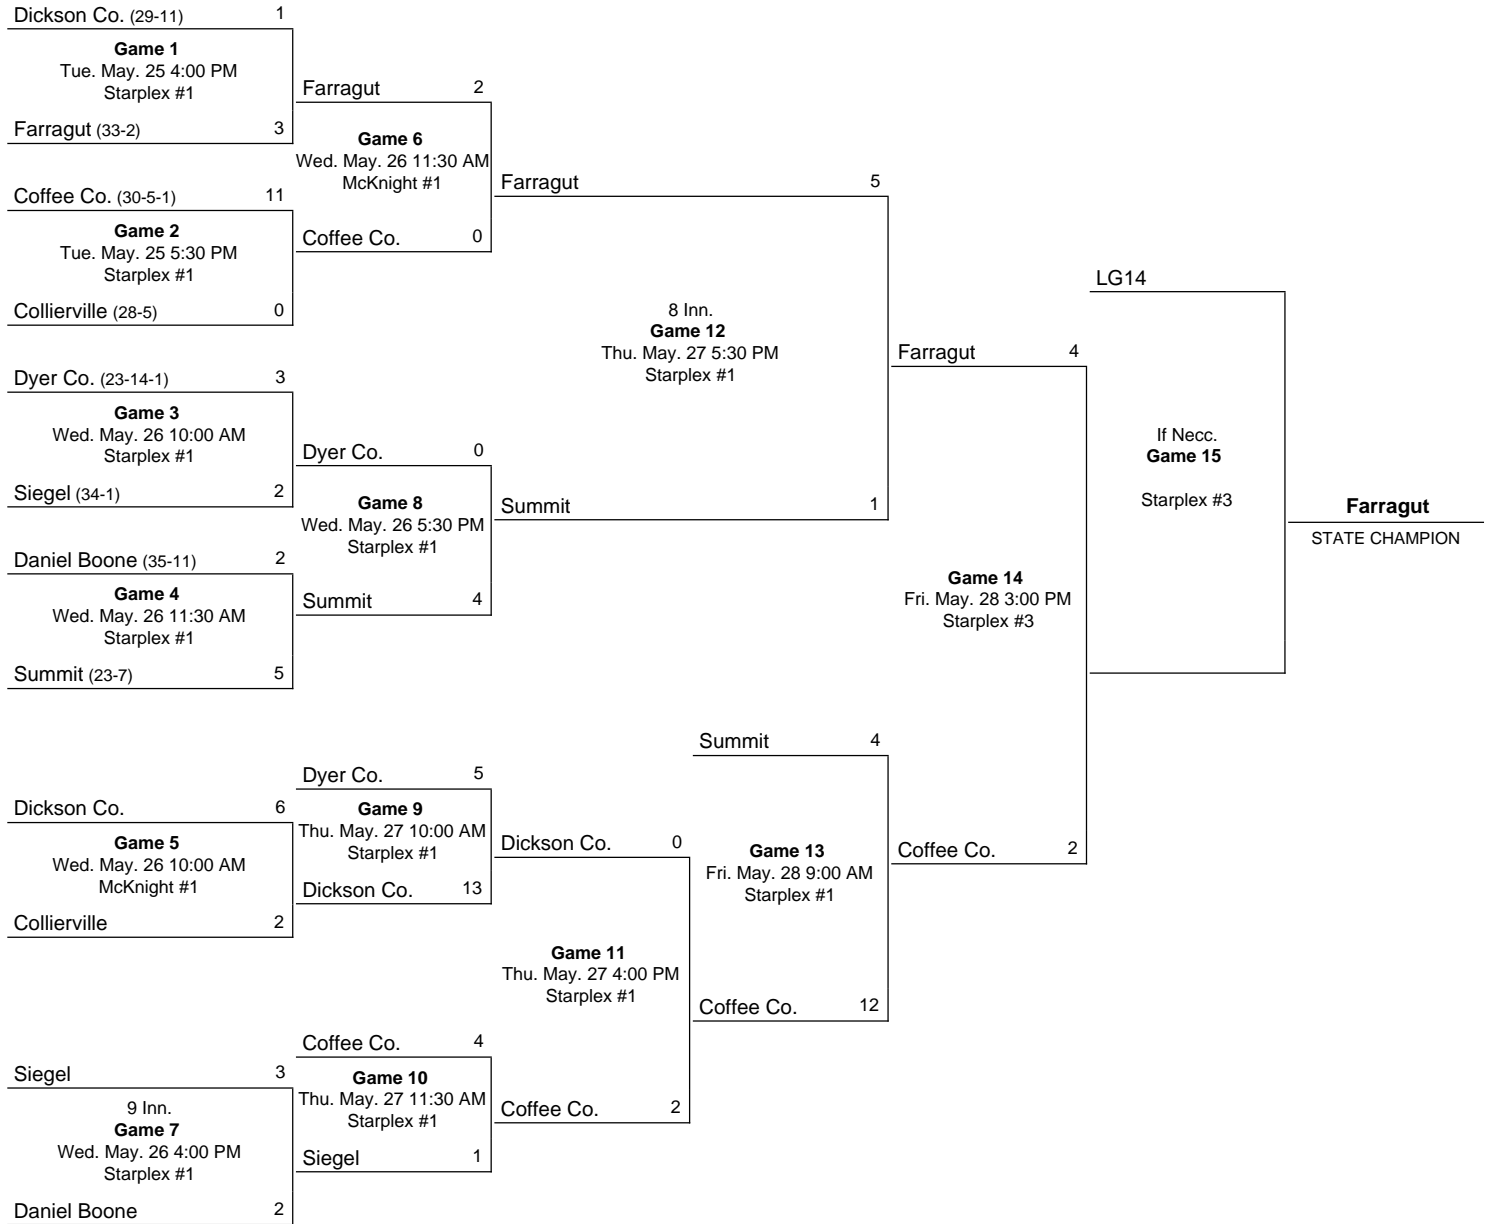 Dickson Co. (29-11) 1
Game 1
Tue. May. 25 4:00 PM
Starplex #1
Farragut (33-2) 3
Coffee Co. (30-5-1) 11
Game 2
Tue. May. 25 5:30 PM
Starplex #1
Collierville (28-5) 0
Dyer Co. (23-14-1) 3
Game 3
Wed. May. 26 10:00 AM
Starplex #1
Siegel (34-1) 2
Daniel Boone (35-11) 2
Game 4
Wed. May. 26 11:30 AM
Starplex #1
Summit (23-7) 5
Dickson Co. 6
Game 5
Wed. May. 26 10:00 AM
McKnight #1
Collierville 2
Siegel 3
9 Inn.
Game 7
Wed. May. 26 4:00 PM
Starplex #1
Daniel Boone 2
Farragut 2
Game 6
Wed. May. 26 11:30 AM
McKnight #1
Coffee Co. 0
Dyer Co. 0
Game 8
Wed. May. 26 5:30 PM
Starplex #1
Summit 4
Dyer Co. 5
Game 9
Thu. May. 27 10:00 AM
Starplex #1
Dickson Co. 13
Coffee Co. 4
Game 10
Thu. May. 27 11:30 AM
Starplex #1
Siegel 1
Farragut 5
8 Inn.
Game 12
Thu. May. 27 5:30 PM
Starplex #1
Summit 1
Dickson Co. 0
Game 11
Thu. May. 27 4:00 PM
Starplex #1
Coffee Co. 2
Summit 4
Game 13
Fri. May. 28 9:00 AM
Starplex #1
Coffee Co. 12
Farragut 4
Game 14
Fri. May. 28 3:00 PM
Starplex #3
Coffee Co. 2
LG14
If Necc.
Game 15
Starplex #3
Farragut
STATE CHAMPION